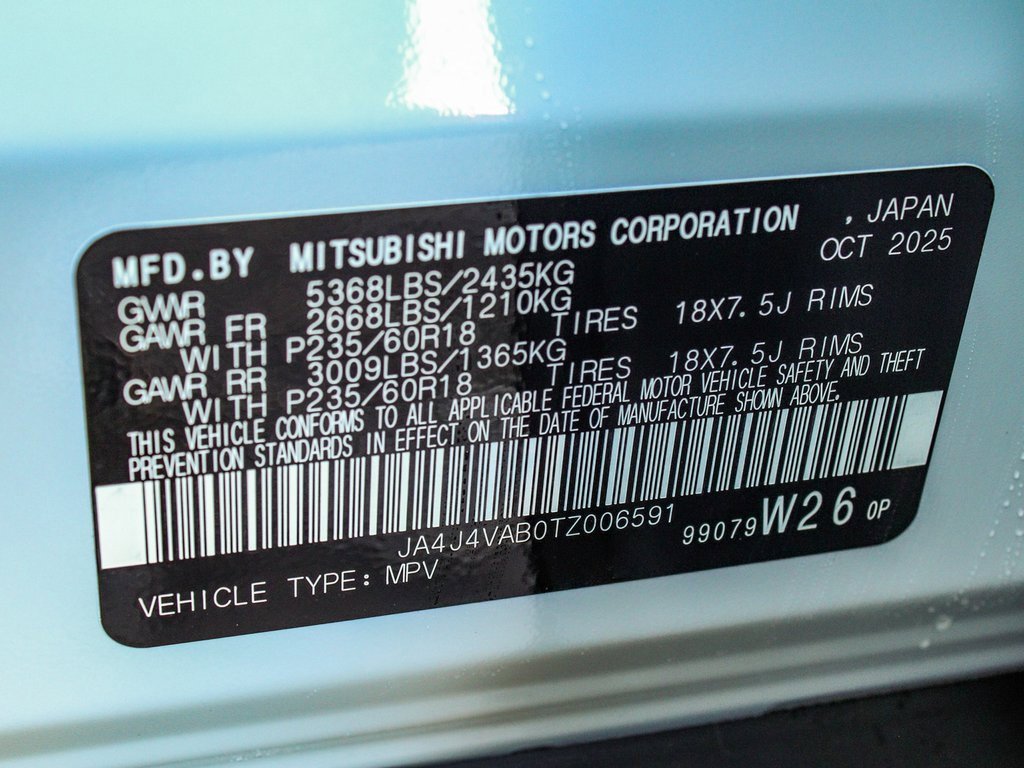 MFD.BY MITSUBISHI MOTORS CORPORATION , JAPAN
OCT 2025
GVWR 5368LBS/2435KG
GAWR FR 2668LBS/1210KG
WITH P235/60R18 TIRES 18X7.5J RIMS
GAWR RR 3009LBS/1365KG
WITH P235/60R18 TIRES 18X7.5J RIMS
THIS VEHICLE CONFORMS TO ALL APPLICABLE FEDERAL MOTOR VEHICLE SAFETY AND THEFT
PREVENTION STANDARDS IN EFFECT ON THE DATE OF MANUFACTURE SHOWN ABOVE.
JA4J4VAB0TZ006591
99079 W26 0P
VEHICLE TYPE: MPV